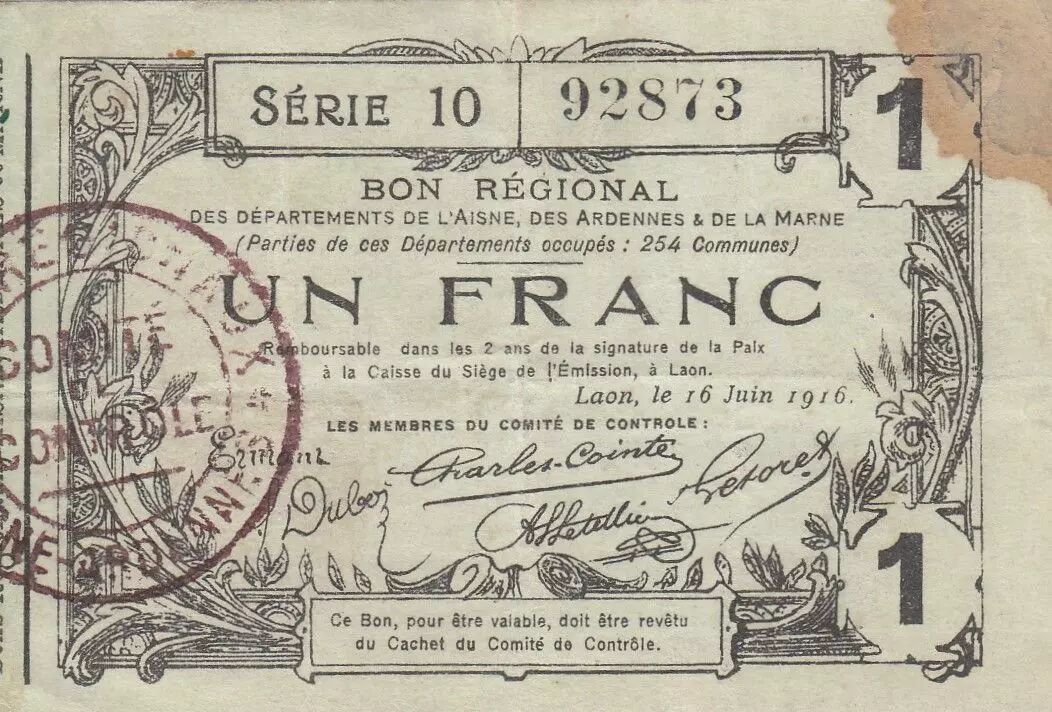 SÉRIE 10
92873
1
BON RÉGIONAL
DES DÉPARTEMENTS DE L'AISNE, DES ARDENNES & DE LA MARNE
(Parties de ces Départements occupés : 254 Communes)
UN FRANC
Remboursable dans les 2 ans de la signature de la Paix
à la Caisse du Siège de l'Émission, à Laon.
Laon, le 16 Juin 1916.
LES MEMBRES DU COMITÉ DE CONTROLE :
Charles-Cointe
1
Ce Bon, pour être valable, doit être revêtu
du Cachet du Comité de Contrôle.
CONTRÔLE